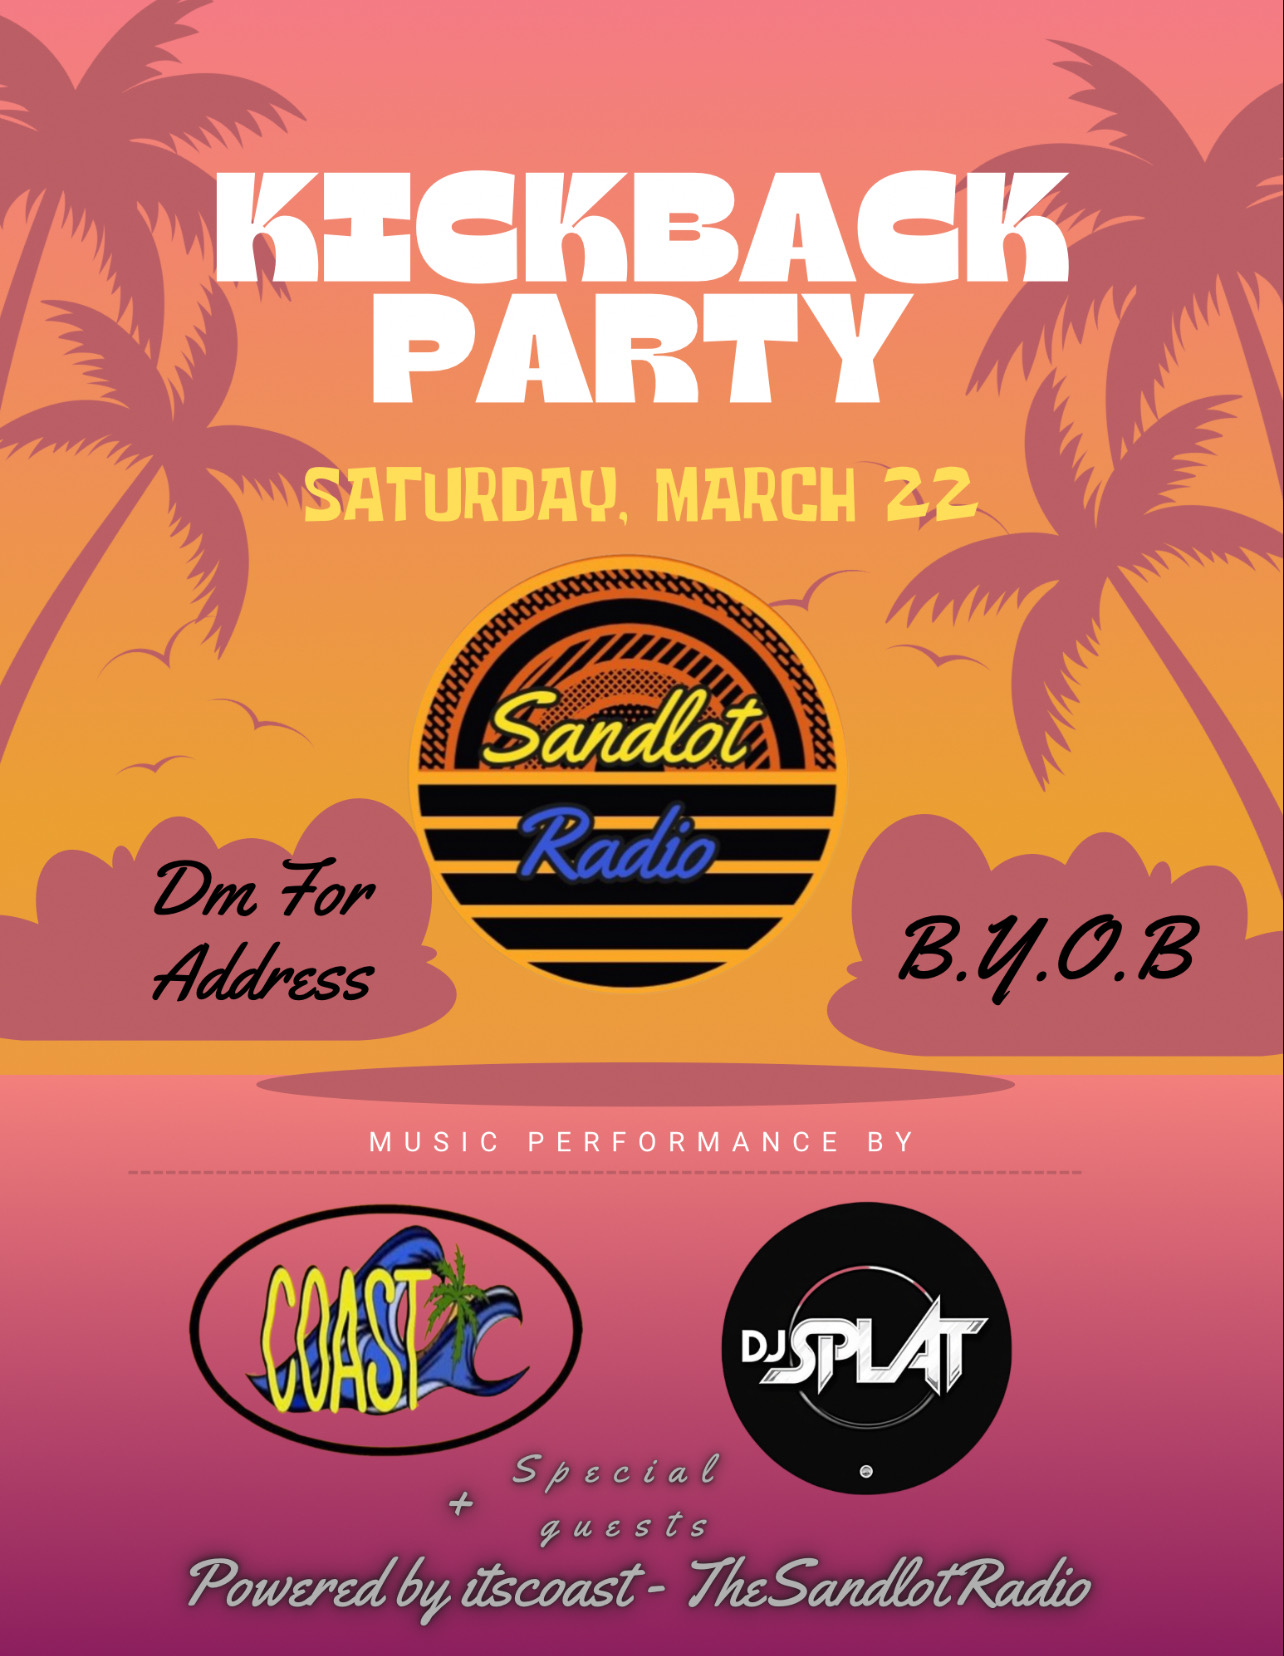 KICKBACK
PARTY
SATURDAY, MARCH 22
Sandlot
Radio
Dm For
Address
B.Y.O.B
MUSIC PERFORMANCE BY
COAST
DJ SPLAT
Special
+
guests
Powered by itscoast - TheSandlotRadio